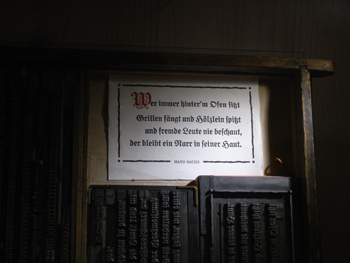 Wer immer hinter'm Ofen sitzt
Grillen fängt und Hölzlein spitzt
und fremde Leute nie beschaut,
der bleibt ein Narr in seiner Haut.
HANS SACHS